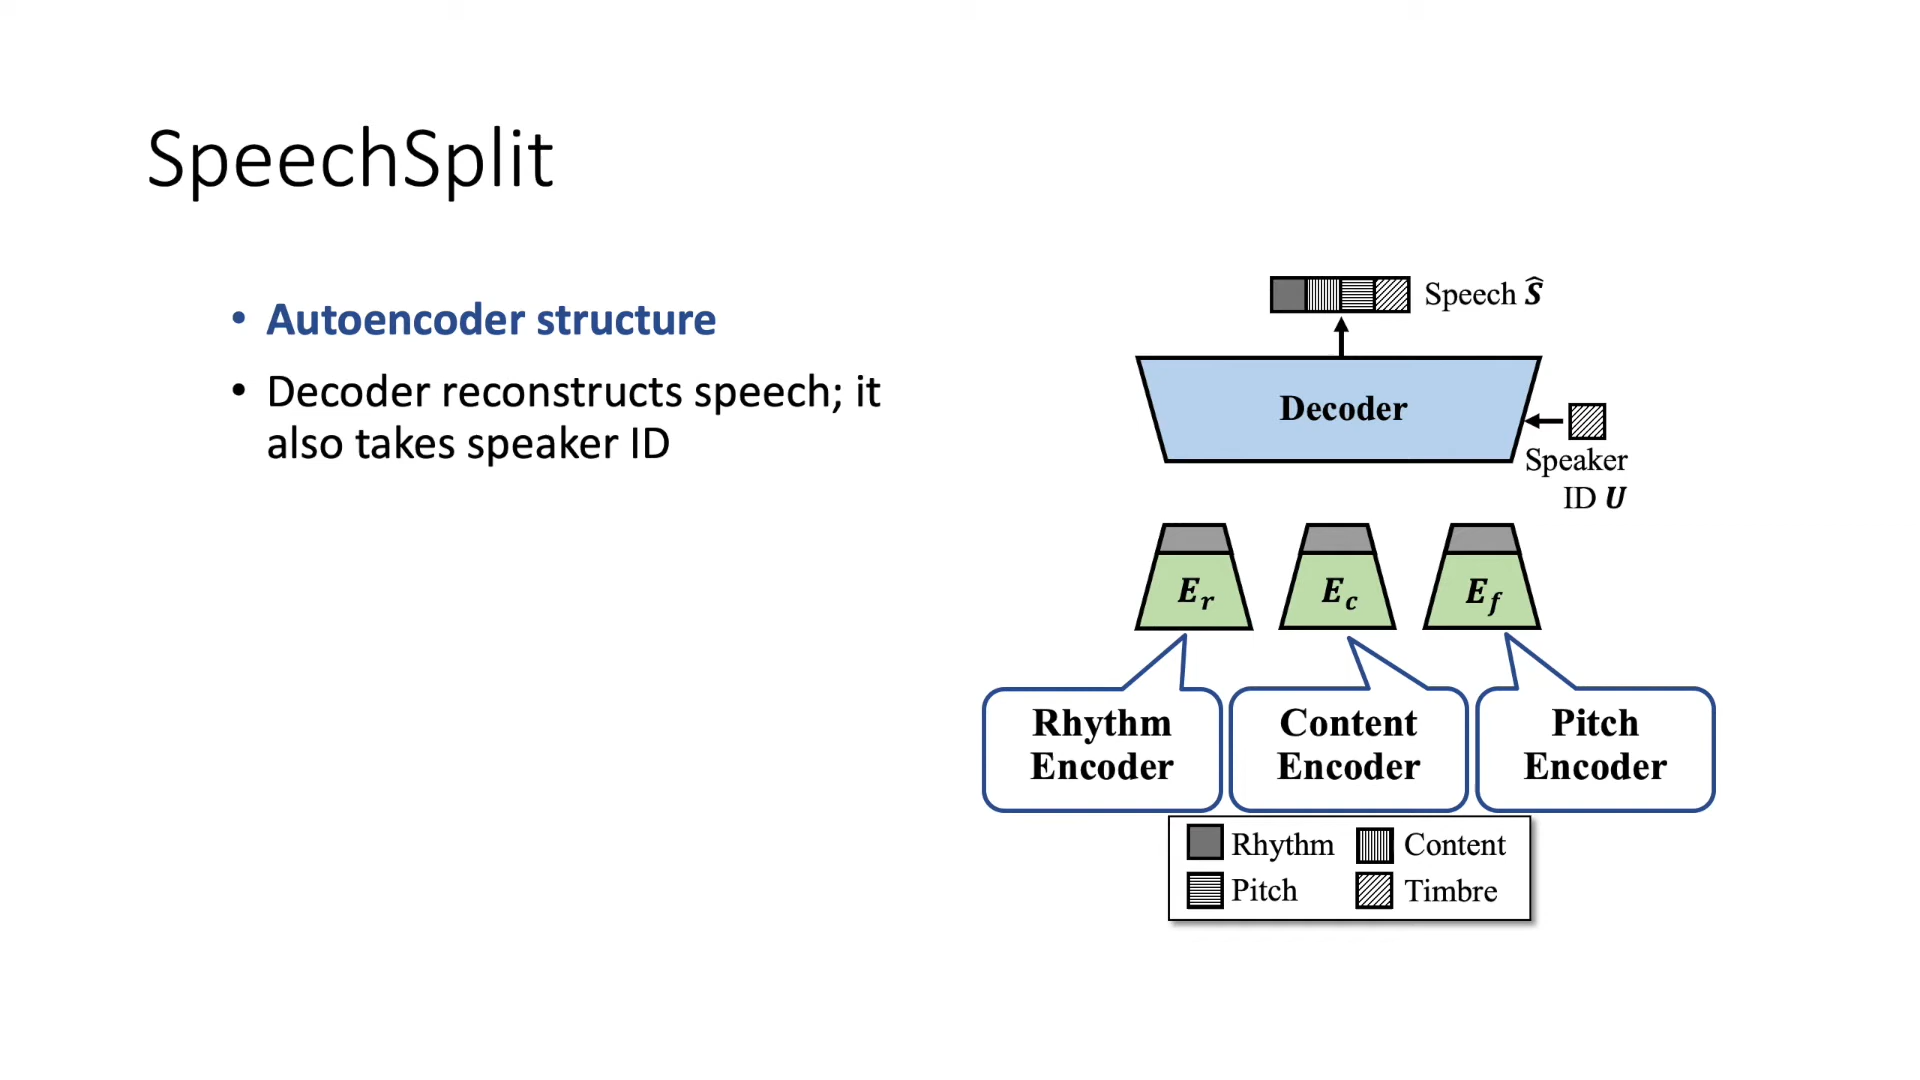 SpeechSplit
• Autoencoder structure
• Decoder reconstructs speech; it
also takes speaker ID
Speech Ŝ
Decoder
Speaker
ID U
E_r
E_c
E_f
Rhythm
Encoder
Content
Encoder
Pitch
Encoder
Rhythm
Content
Pitch
Timbre